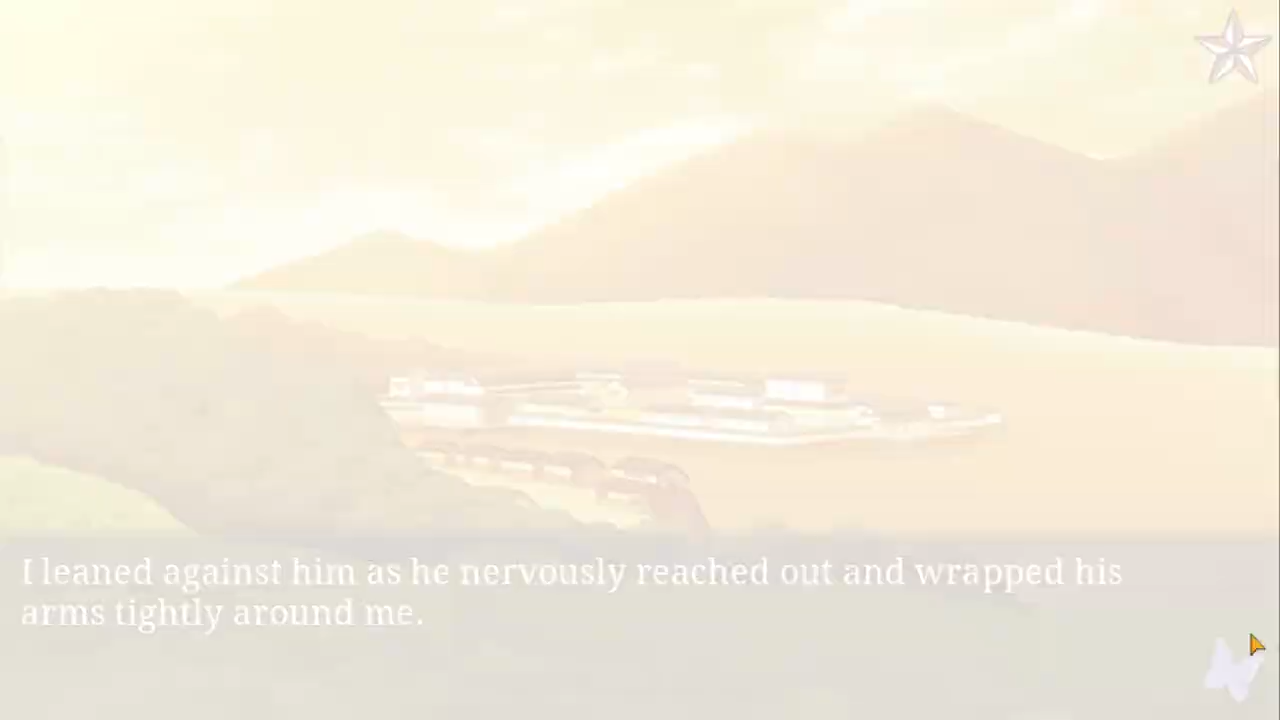 I leaned against him as he nervously reached out and wrapped his
arms tightly around me.